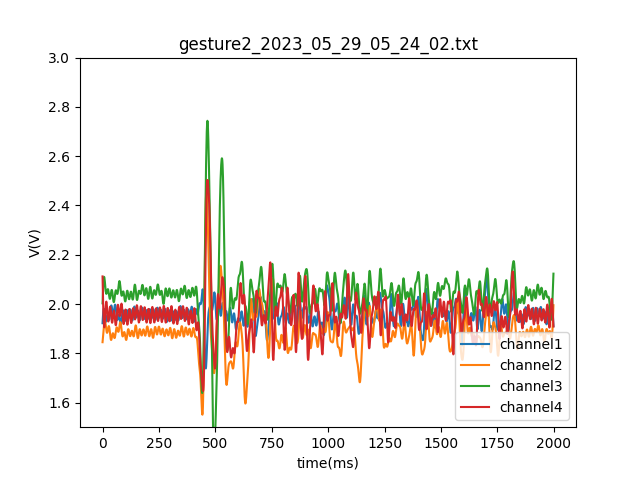 gesture2_2023_05_29_05_24_02.txt
3.0
2.8
2.6
2.4
2.2
2.0
1.8
1.6
V(V)
channel1
channel2
channel3
channel4
0 250 500 750 1000 1250 1500 1750 2000
time(ms)